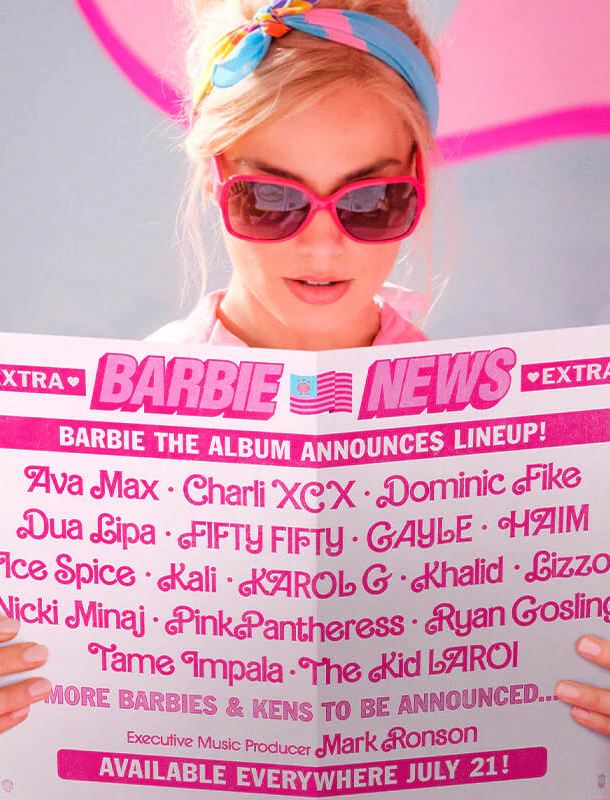 EXTRA♥ BARBIE NEWS ♥EXTRA
BARBIE THE ALBUM ANNOUNCES LINEUP!
Ava Max · Charli XCX · Dominic Fike
Dua Lipa · FIFTY FIFTY · GAYLE · HAIM
Ice Spice · Kali · KAROL G · Khalid · Lizzo
Nicki Minaj · PinkPantheress · Ryan Gosling
Tame Impala · The Kid LAROI
MORE BARBIES & KENS TO BE ANNOUNCED...
Executive Music Producer Mark Ronson
AVAILABLE EVERYWHERE JULY 21!